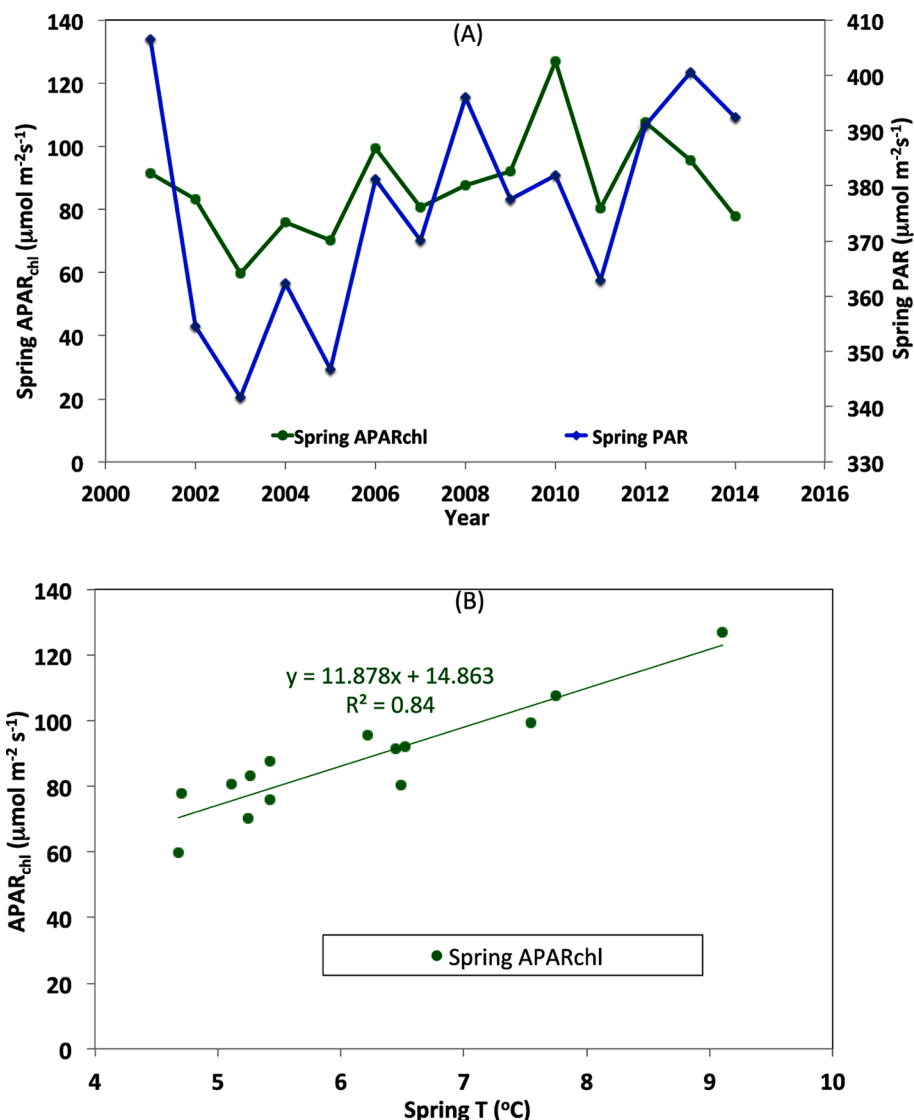 (A)
140
120
100
80
60
40
20
0
Spring APARchl (µmol m-2s-1)
410
400
390
380
370
360
350
340
330
Spring PAR (µmol m-2s-1)
Spring APARchl Spring PAR
2000 2002 2004 2006 2008 2010 2012 2014 2016
Year
(B)
140
120
100
80
60
40
20
0
APARchl (µmol m-2 s-1)
y = 11.878x + 14.863
R² = 0.84
Spring APARchl
4 5 6 7 8 9 10
Spring T (oC)